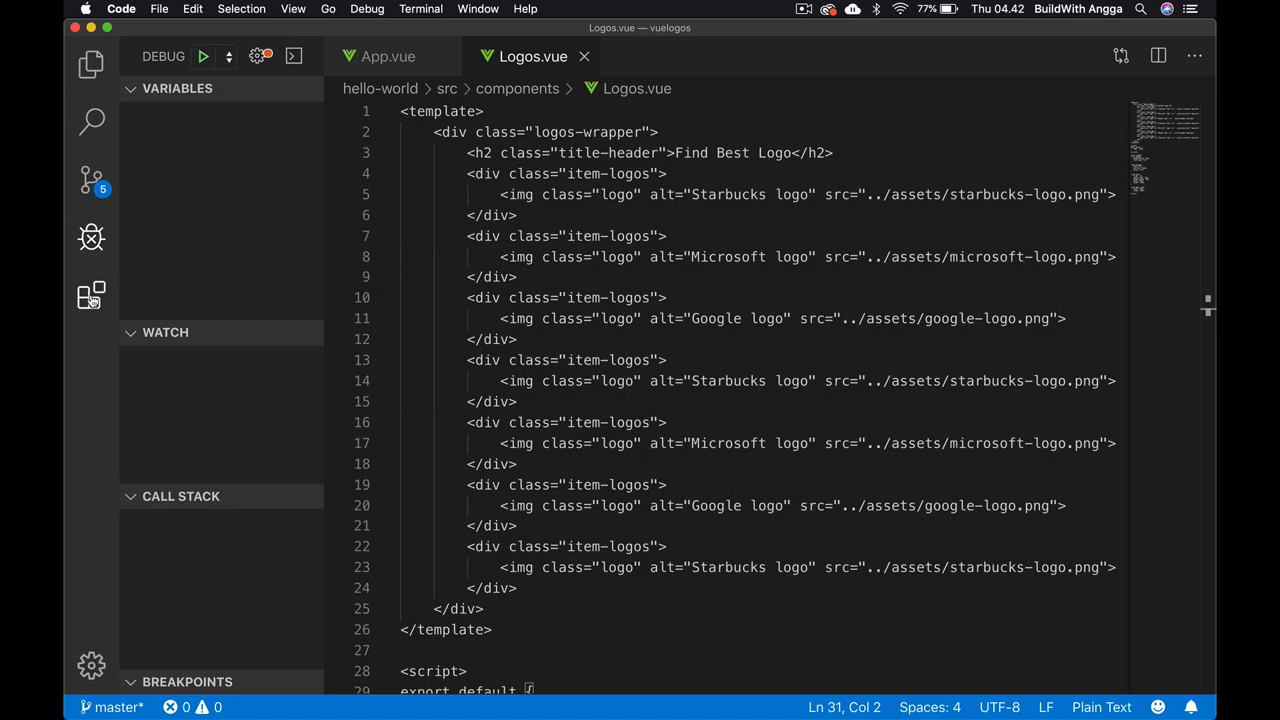 Code File Edit Selection View Go Debug Terminal Window Help 77% Thu 04.42 BuildWith Angga
Logos.vue — vuelogos
DEBUG
App.vue
Logos.vue
hello-world > src > components > Logos.vue
VARIABLES
WATCH
CALL STACK
BREAKPOINTS
5
1 <template>
2 <div class="logos-wrapper">
3 <h2 class="title-header">Find Best Logo</h2>
4 <div class="item-logos">
5 <img class="logo" alt="Starbucks logo" src="../assets/starbucks-logo.png">
6 </div>
7 <div class="item-logos">
8 <img class="logo" alt="Microsoft logo" src="../assets/microsoft-logo.png">
9 </div>
10 <div class="item-logos">
11 <img class="logo" alt="Google logo" src="../assets/google-logo.png">
12 </div>
13 <div class="item-logos">
14 <img class="logo" alt="Starbucks logo" src="../assets/starbucks-logo.png">
15 </div>
16 <div class="item-logos">
17 <img class="logo" alt="Microsoft logo" src="../assets/microsoft-logo.png">
18 </div>
19 <div class="item-logos">
20 <img class="logo" alt="Google logo" src="../assets/google-logo.png">
21 </div>
22 <div class="item-logos">
23 <img class="logo" alt="Starbucks logo" src="../assets/starbucks-logo.png">
24 </div>
25 </div>
26 </template>
27
28 <script>
29 export default {
master* 0 0 Ln 31, Col 2 Spaces: 4 UTF-8 LF Plain Text